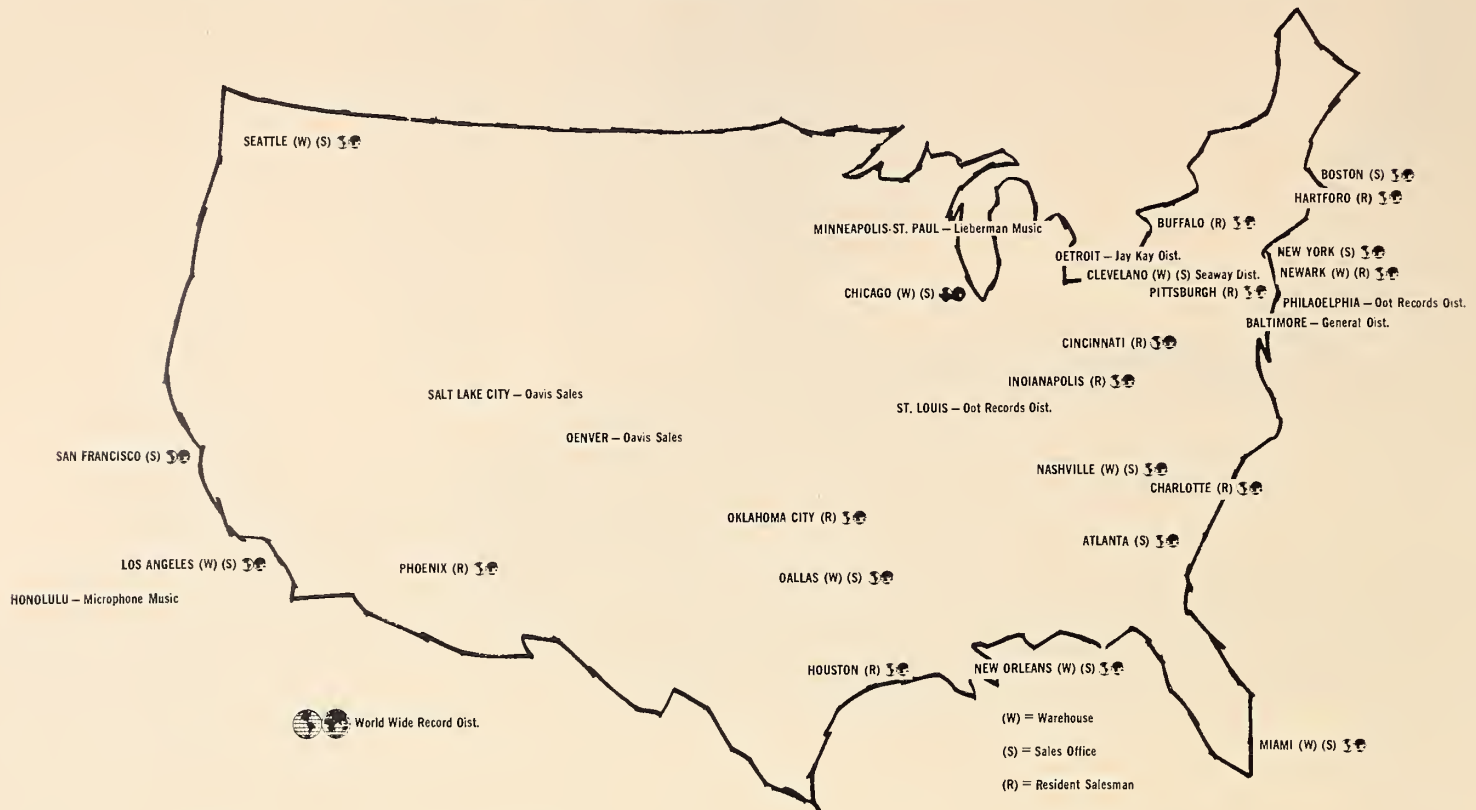 SEATTLE (W) (S)
BOSTON (S)
HARTFORO (R)
BUFFALO (R)
MINNEAPOLIS-ST. PAUL — Lieberman Music
OETROIT — Jay Kay Oist.
NEW YORK (S)
CLEVELANO (W) (S) Seaway Dist.
NEWARK (W) (R)
CHICAGO (W) (S)
PITTSBURGH (R)
PHILAOELPHIA — Oot Records Oist.
BALTIMORE — General Oist.
CINCINNATI (R)
INOIANAPOLIS (R)
SALT LAKE CITY — Oavis Sales
ST. LOUIS — Oot Records Oist.
OENVER — Oavis Sales
SAN FRANCISCO (S)
NASHVILLE (W) (S)
CHARLOTTE (R)
OKLAHOMA CITY (R)
ATLANTA (S)
LOS ANGELES (W) (S)
PHOENIX (R)
OALLAS (W) (S)
HONOLULU — Microphone Music
HOUSTON (R)
NEW ORLEANS (W) (S)
World Wide Record Oist.
(W) = Warehouse
(S) = Sales Office
(R) = Resident Salesman
MIAMI (W) (S)